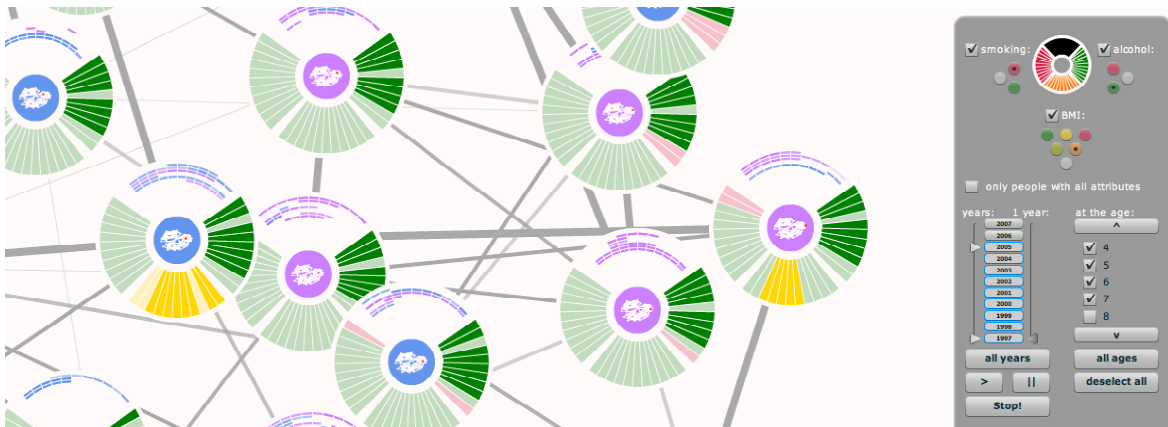 smoking: alcohol:
BMI:
only people with all attributes
years: 1 year: at the age:
2007
2006
2005
2004
2003
2002
2001
2000
1999
1998
1997
^
4
5
6
7
8
v
all years all ages
> || deselect all
Stop!